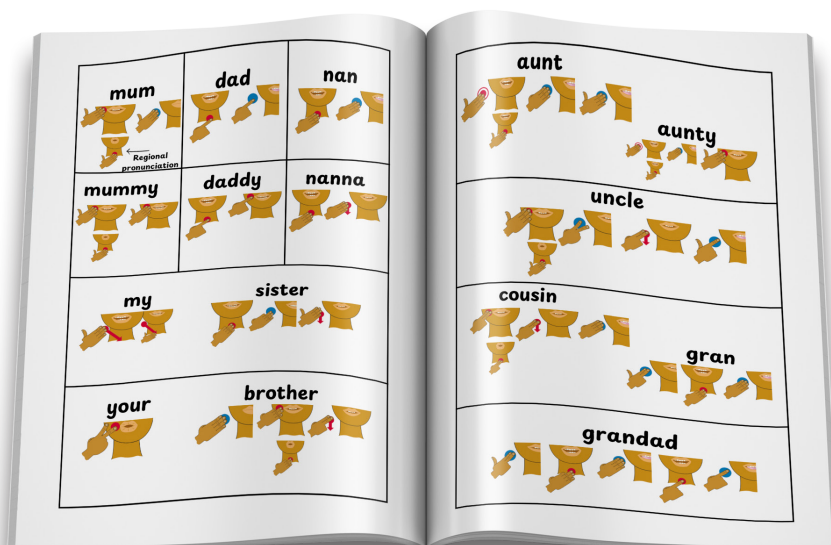 mum
dad
nan
Regional
pronunciation
mummy
daddy
nanna
my
sister
your
brother
aunt
aunty
uncle
cousin
gran
grandad